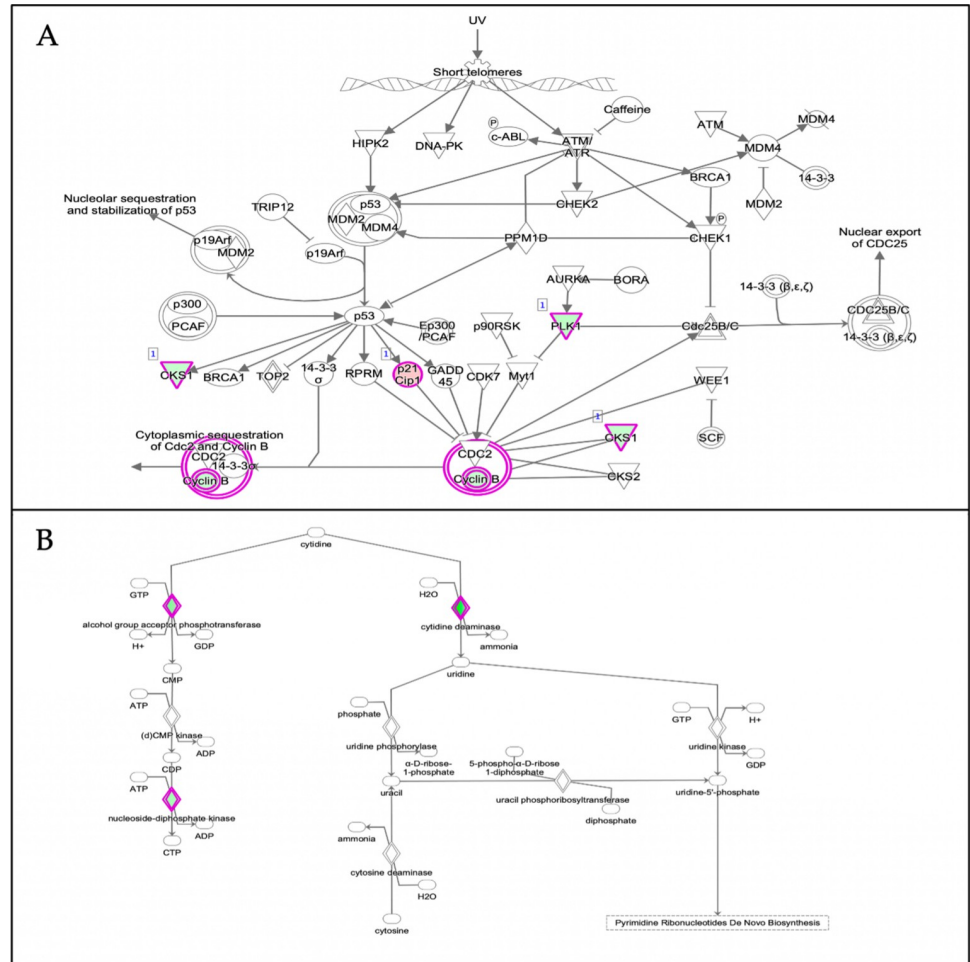 A
UV
Short telomeres
Caffeine
P
c-ABL
ATM/
ATR
ATM
MDM4
MDM4
HIPK2
DNA-PK
BRCA1
14-3-3
Nucleolar sequestration
and stabilization of p53
TRIP12
p53
MDM2
MDM4
CHEK2
MDM2
P
p19Arf
MDM2
p19Arf
PPM1D
CHEK1
Nuclear export
of CDC25
AURKA
BORA
14-3-3 (β,ε,ζ)
p300
PCAF
p53
Ep300
/PCAF
p90RSK
1
PLK1
Cdc25B/C
CDC25B/C
14-3-3 (β,ε,ζ)
1
CKS1
BRCA1
TOP2
14-3-3
σ
RPRM
1
p21
Cip1
GADD
45
CDK7
Myt1
WEE1
1
CKS1
SCF
Cytoplasmic sequestration
of Cdc2 and Cyclin B
CDC2
14-3-3σ
Cyclin B
CDC2
Cyclin B
CKS2
B
cytidine
GTP
alcohol group acceptor phosphotransferase
H+
GDP
CMP
ATP
(d)CMP kinase
ADP
CDP
ATP
nucleoside-diphosphate kinase
ADP
CTP
H2O
cytidine deaminase
ammonia
uridine
phosphate
uridine phosphorylase
α-D-ribose-
1-phosphate
5-phospho-α-D-ribose
1-diphosphate
GTP
H+
uridine kinase
GDP
uracil
uracil phosphoribosyltransferase
uridine-5'-phosphate
diphosphate
ammonia
cytosine deaminase
H2O
cytosine
Pyrimidine Ribonucleotides De Novo Biosynthesis